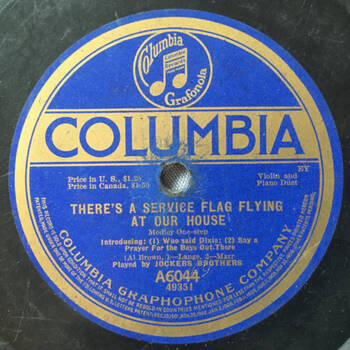 Columbia
Grafonola
COLUMBIA
Price in U. S., $1.25
Price in Canada, $1.50
EY
Violin and
Piano Duet
THERE'S A SERVICE FLAG FLYING
AT OUR HOUSE
Medley One-step
Introducing: (1) Who said Dixie; (2) Say a
Prayer For the Boys Out There
(Al Brown, 1—Lange, 2—Marr
Played by JOCKERS BROTHERS
A6044
49351
COLUMBIA GRAPHOPHONE COMPANY